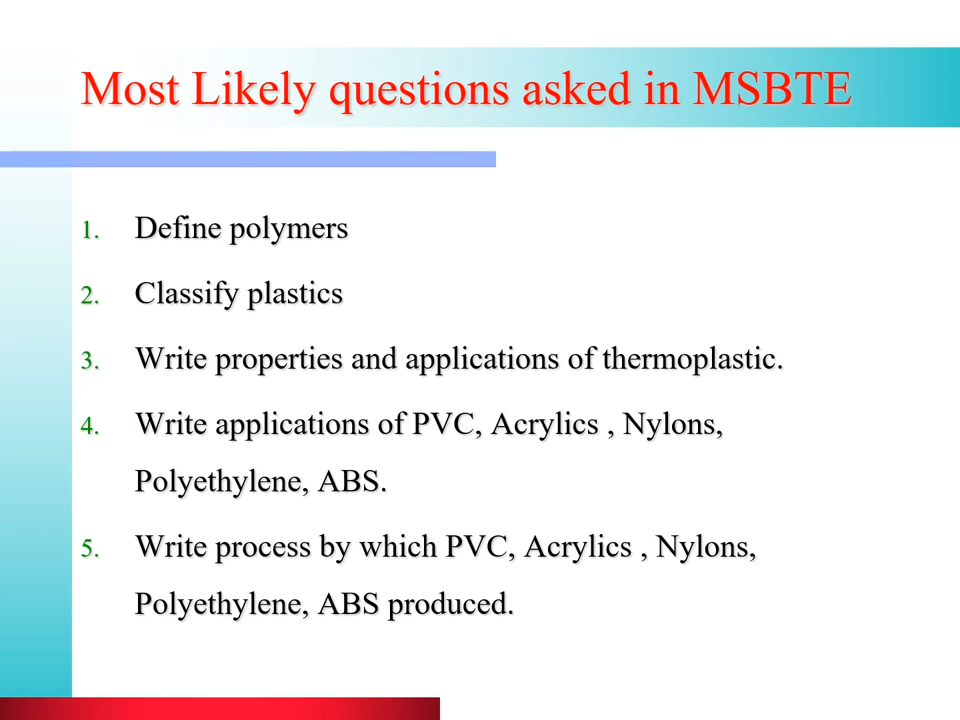 Most Likely questions asked in MSBTE
1. Define polymers
2. Classify plastics
3. Write properties and applications of thermoplastic.
4. Write applications of PVC, Acrylics , Nylons,
Polyethylene, ABS.
5. Write process by which PVC, Acrylics , Nylons,
Polyethylene, ABS produced.